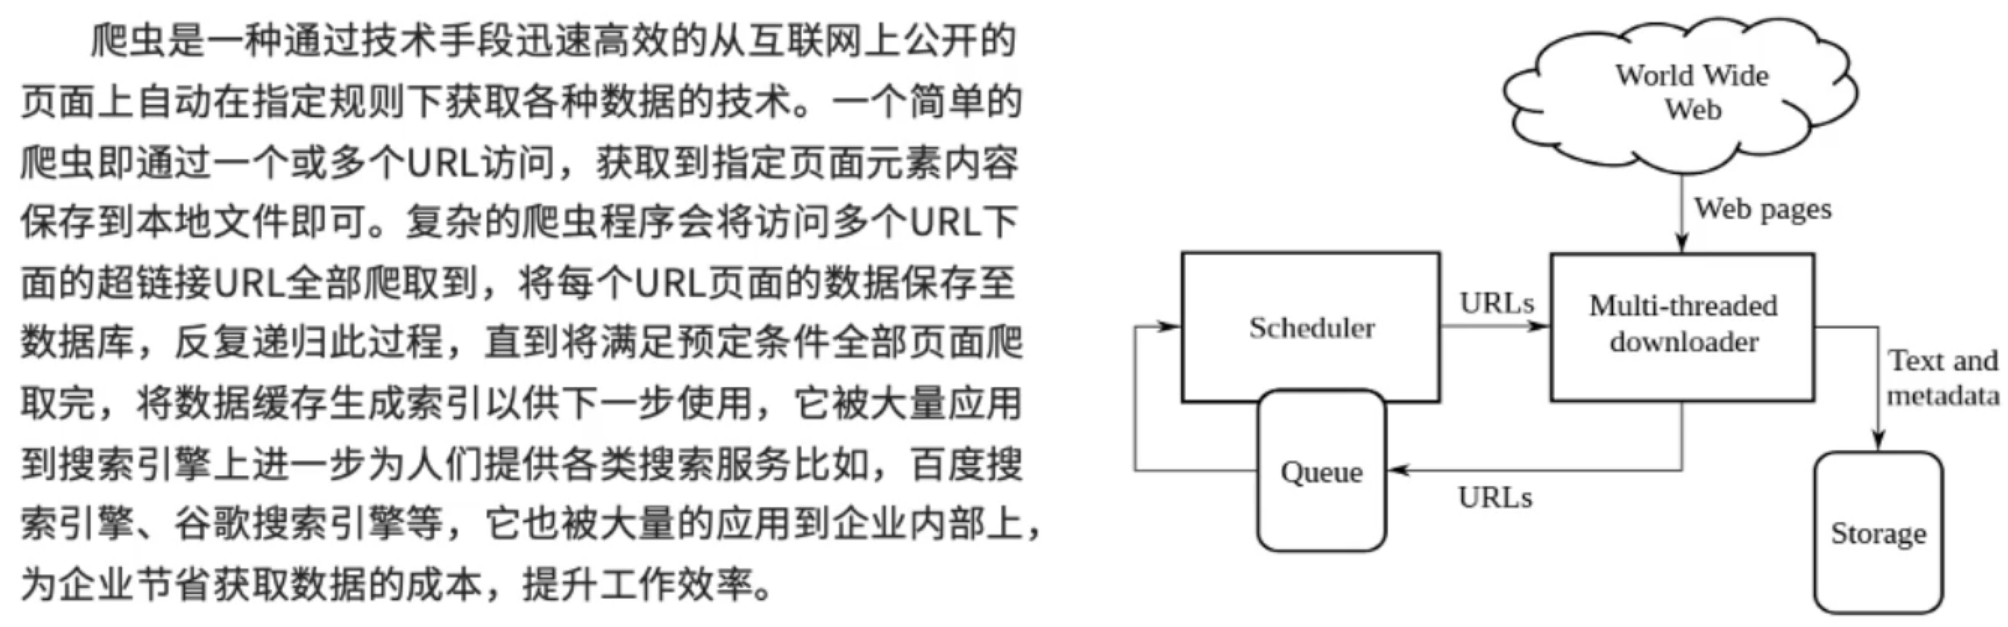 爬虫是一种通过技术手段迅速高效的从互联网上公开的
页面上自动在指定规则下获取各种数据的技术。一个简单的
爬虫即通过一个或多个URL访问，获取到指定页面元素内容
保存到本地文件即可。复杂的爬虫程序会将访问多个URL下
面的超链接URL全部爬取到，将每个URL页面的数据保存至
数据库，反复递归此过程，直到将满足预定条件全部页面爬
取完，将数据缓存生成索引以供下一步使用，它被大量应用
到搜索引擎上进一步为人们提供各类搜索服务比如，百度搜
索引擎、谷歌搜索引擎等，它也被大量的应用到企业内部上，
为企业节省获取数据的成本，提升工作效率。
World Wide
Web
Web pages
Scheduler
URLs
Multi-threaded
downloader
Text and
metadata
Queue
URLs
Storage